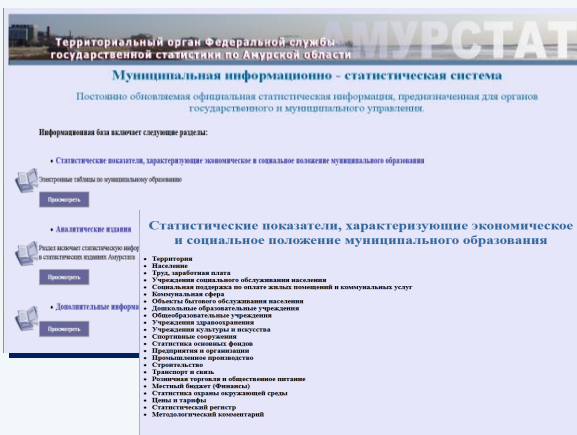 АМУРСТАТ
Территориальный орган Федеральной службы
государственной статистики по Амурской области
Муниципальная информационно - статистическая система
Постоянно обновляемая официальная статистическая информация, предназначенная для органов
государственного и муниципального управления.
Информационная база включает следующие разделы:
• Статистические показатели, характеризующие экономическое и социальное положение муниципального образования
Электронные таблицы по муниципальному образованию
Просмотреть
• Аналитические издания
Раздел включает статистическую инфор
в статистических изданиях Амурстата
Просмотреть
• Дополнительные информа
Просмотреть
Статистические показатели, характеризующие экономическое
и социальное положение муниципального образования
• Территория
• Население
• Труд, заработная плата
• Учреждения социального обслуживания населения
• Социальная поддержка по оплате жилых помещений и коммунальных услуг
• Коммунальная сфера
• Объекты бытового обслуживания населения
• Дошкольные образовательные учреждения
• Общеобразовательные учреждения
• Учреждения здравоохранения
• Учреждения культуры и искусства
• Спортивные сооружения
• Статистика основных фондов
• Предприятия и организации
• Промышленное производство
• Строительство
• Транспорт и связь
• Розничная торговля и общественное питание
• Местный бюджет (Финансы)
• Статистика охраны окружающей среды
• Цены и тарифы
• Статистический регистр
• Методологический комментарий